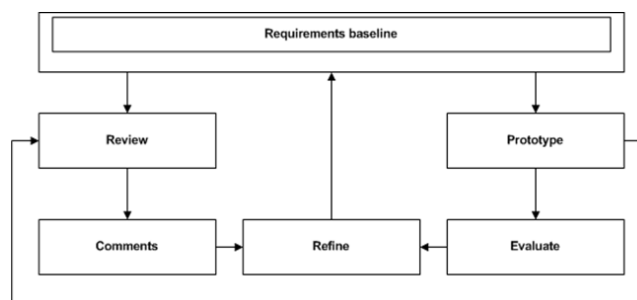 Requirements baseline
Review
Prototype
Comments
Refine
Evaluate